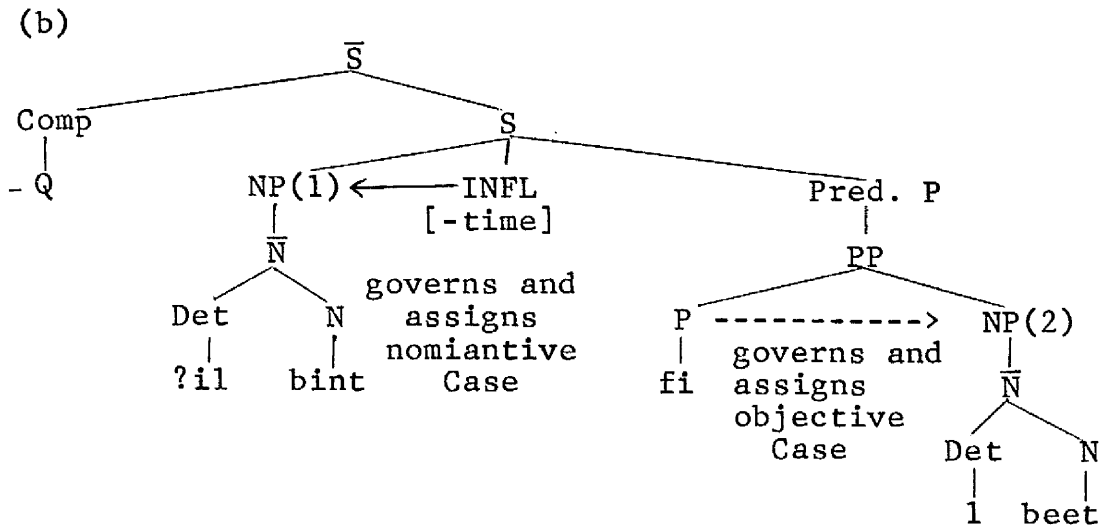 (b)
S̅
Comp
S
- Q
NP(1) INFL Pred. P
[-time]
N̅
PP
governs and
Det N assigns P NP(2)
nomiantive governs and
?il bint Case fi assigns N̅
objective
Case Det N
l beet